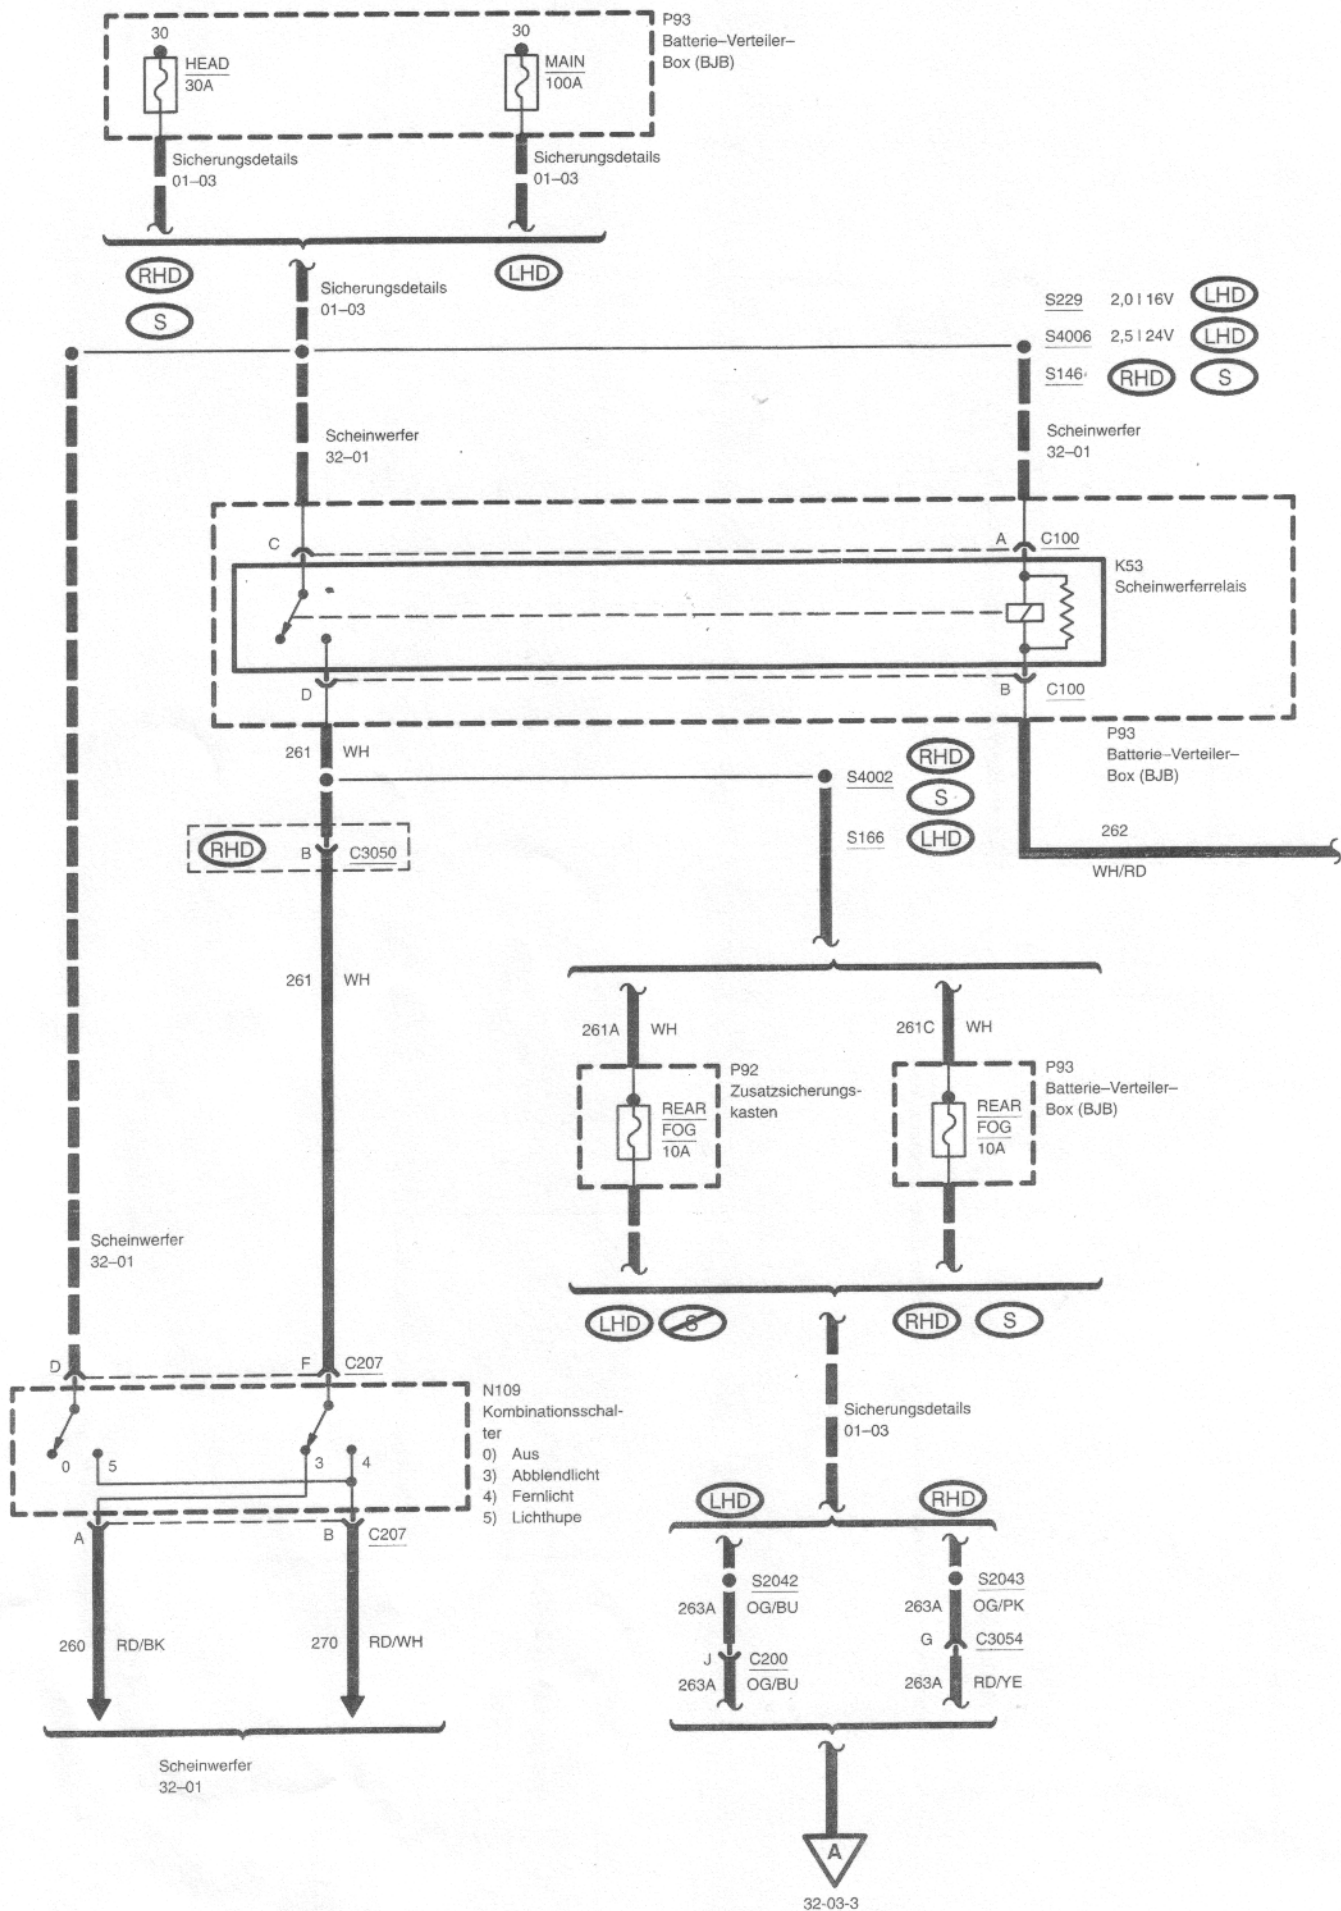 P93
Batterie–Verteiler–
Box (BJB)
30
HEAD
30A
30
MAIN
100A
Sicherungsdetails
01–03
Sicherungsdetails
01–03
RHD
S
LHD
Sicherungsdetails
01–03
S229 2,0 l 16V LHD
S4006 2,5 l 24V LHD
S146 RHD S
Scheinwerfer
32–01
Scheinwerfer
32–01
C
A C100
K53
Scheinwerferrelais
D
B C100
P93
Batterie–Verteiler–
Box (BJB)
261 WH
S4002
RHD
S
S166 LHD
262
WH/RD
RHD B C3050
261 WH
261A WH
261C WH
P92
Zusatzsicherungs-
kasten
REAR
FOG
10A
P93
Batterie–Verteiler–
Box (BJB)
REAR
FOG
10A
Scheinwerfer
32–01
LHD S
RHD S
D F C207
N109
Kombinationsschal-
ter
0) Aus
3) Abblendlicht
4) Fernlicht
5) Lichthupe
0 5 3 4
Sicherungsdetails
01–03
A B C207
LHD
RHD
S2042
263A OG/BU
J C200
263A OG/BU
S2043
263A OG/PK
G C3054
263A RD/YE
260 RD/BK
270 RD/WH
Scheinwerfer
32–01
A
32-03-3